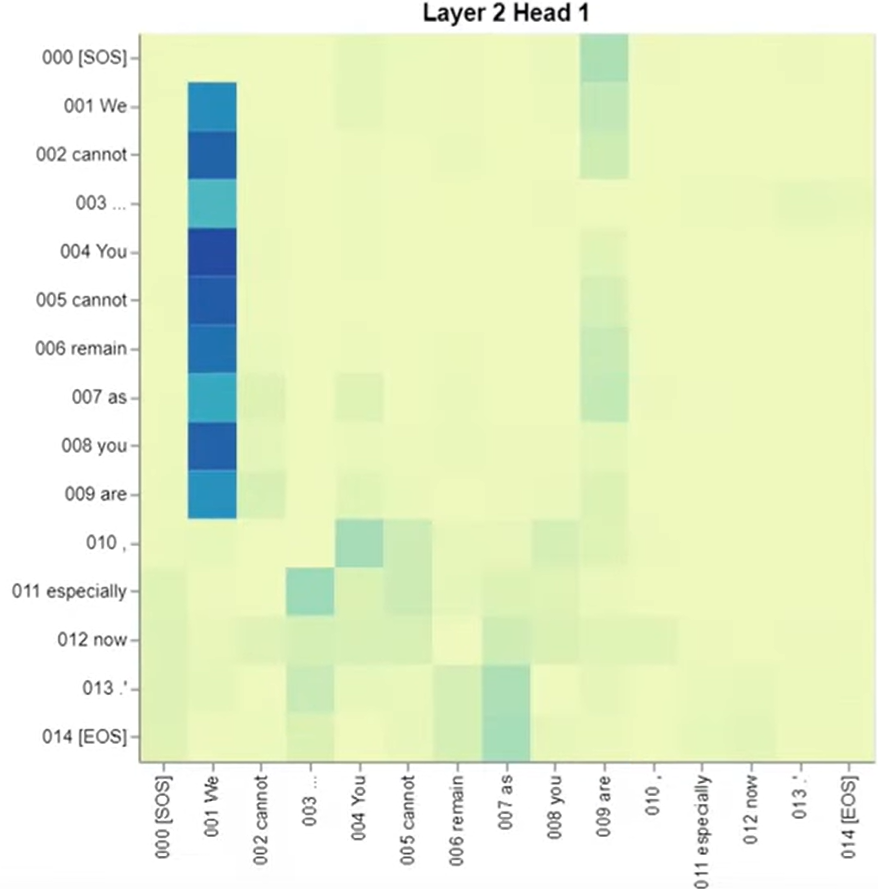 Layer 2 Head 1
000 [SOS]
001 We
002 cannot
003 ...
004 You
005 cannot
006 remain
007 as
008 you
009 are
010 ,
011 especially
012 now
013 .'
014 [EOS]
000 [SOS]
001 We
002 cannot
003 ...
004 You
005 cannot
006 remain
007 as
008 you
009 are
010 ,
011 especially
012 now
013 .'
014 [EOS]